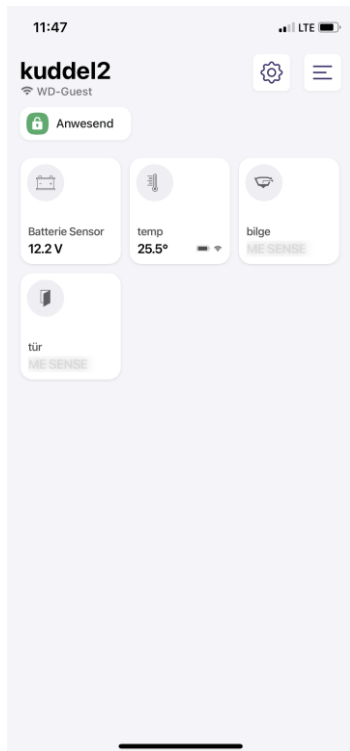 11:47
LTE
kuddel2
WD-Guest
Anwesend
Batterie Sensor
12.2 V
temp
25.5°
bilge
ME SENSE
tür
ME SENSE